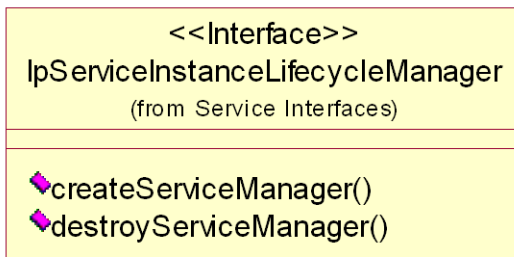 <<Interface>>
IpServiceInstanceLifecycleManager
(from Service Interfaces)
createServiceManager()
destroyServiceManager()